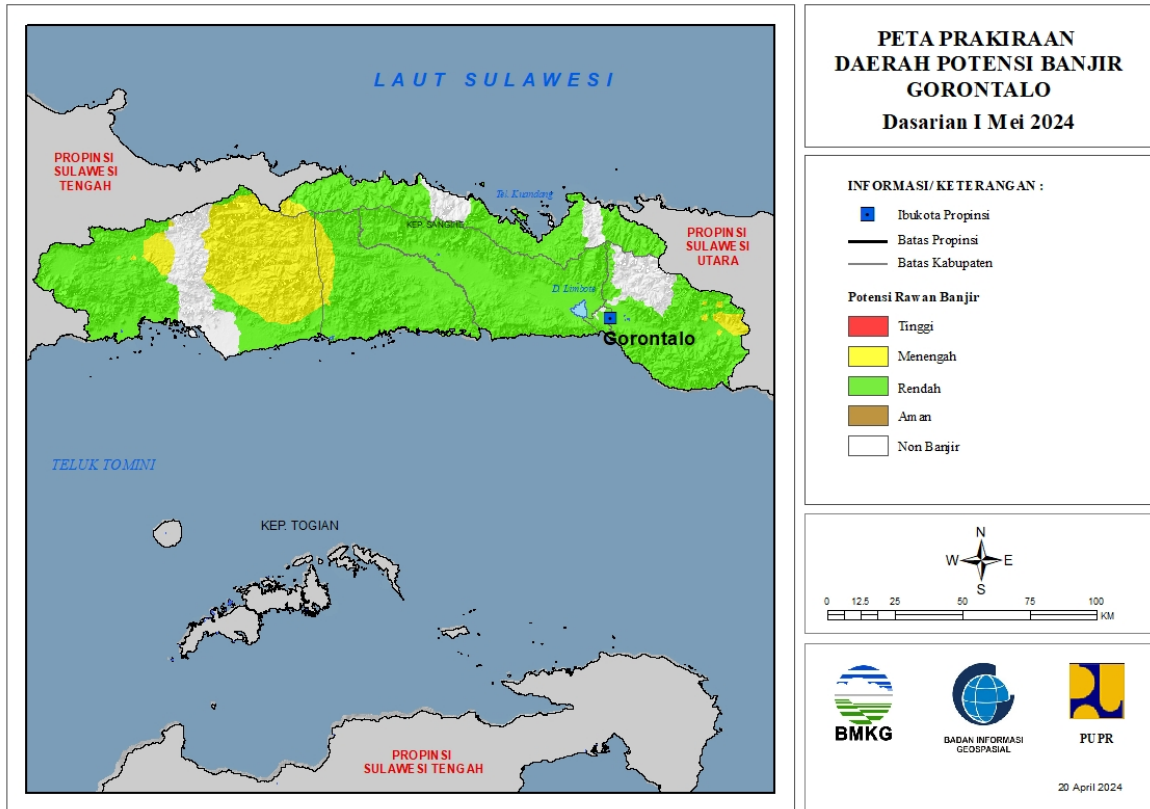 LAUT SULAWESI
PROPINSI
SULAWESI
TENGAH
Tel. Kuandang
KEP. SANGIHE
PROPINSI
SULAWESI
UTARA
D. Limboto
Gorontalo
TELUK TOMINI
KEP. TOGIAN
PROPINSI
SULAWESI TENGAH
PETA PRAKIRAAN
DAERAH POTENSI BANJIR
GORONTALO
Dasarian I Mei 2024
INFORMASI/ KETERANGAN :
Ibukota Propinsi
Batas Propinsi
Batas Kabupaten
Potensi Rawan Banjir
Tinggi
Menengah
Rendah
Aman
Non Banjir
N
W E
S
0 12.5 25 50 75 100
KM
BMKG
BADAN INFORMASI
GEOSPASIAL
PUPR
20 April 2024